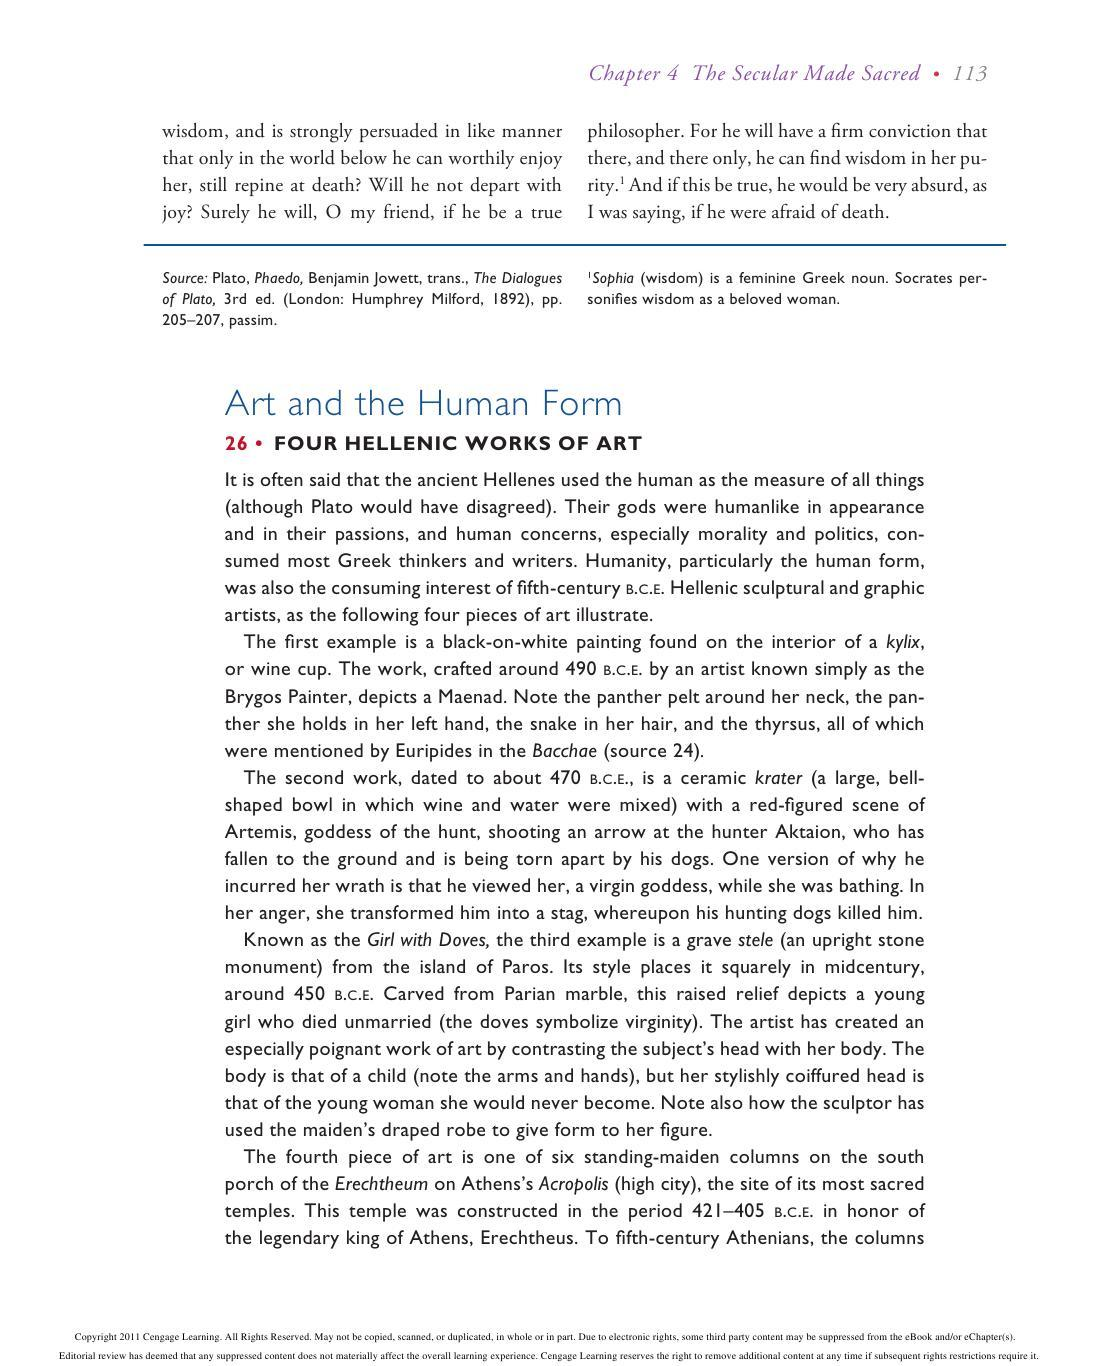 Chapter 4 The Secular Made Sacred • 113
wisdom, and is strongly persuaded in like manner
that only in the world below he can worthily enjoy
her, still repine at death? Will he not depart with
joy? Surely he will, O my friend, if he be a true
philosopher. For he will have a firm conviction that
there, and there only, he can find wisdom in her pu-
rity.¹ And if this be true, he would be very absurd, as
I was saying, if he were afraid of death.
Source: Plato, Phaedo, Benjamin Jowett, trans., The Dialogues
of Plato, 3rd ed. (London: Humphrey Milford, 1892), pp.
205–207, passim.
¹Sophia (wisdom) is a feminine Greek noun. Socrates per-
sonifies wisdom as a beloved woman.
Art and the Human Form
26 • FOUR HELLENIC WORKS OF ART
It is often said that the ancient Hellenes used the human as the measure of all things
(although Plato would have disagreed). Their gods were humanlike in appearance
and in their passions, and human concerns, especially morality and politics, con-
sumed most Greek thinkers and writers. Humanity, particularly the human form,
was also the consuming interest of fifth-century B.C.E. Hellenic sculptural and graphic
artists, as the following four pieces of art illustrate.
The first example is a black-on-white painting found on the interior of a kylix,
or wine cup. The work, crafted around 490 B.C.E. by an artist known simply as the
Brygos Painter, depicts a Maenad. Note the panther pelt around her neck, the pan-
ther she holds in her left hand, the snake in her hair, and the thyrsus, all of which
were mentioned by Euripides in the Bacchae (source 24).
The second work, dated to about 470 B.C.E., is a ceramic krater (a large, bell-
shaped bowl in which wine and water were mixed) with a red-figured scene of
Artemis, goddess of the hunt, shooting an arrow at the hunter Aktaion, who has
fallen to the ground and is being torn apart by his dogs. One version of why he
incurred her wrath is that he viewed her, a virgin goddess, while she was bathing. In
her anger, she transformed him into a stag, whereupon his hunting dogs killed him.
Known as the Girl with Doves, the third example is a grave stele (an upright stone
monument) from the island of Paros. Its style places it squarely in midcentury,
around 450 B.C.E. Carved from Parian marble, this raised relief depicts a young
girl who died unmarried (the doves symbolize virginity). The artist has created an
especially poignant work of art by contrasting the subject's head with her body. The
body is that of a child (note the arms and hands), but her stylishly coiffured head is
that of the young woman she would never become. Note also how the sculptor has
used the maiden's draped robe to give form to her figure.
The fourth piece of art is one of six standing-maiden columns on the south
porch of the Erechtheum on Athens's Acropolis (high city), the site of its most sacred
temples. This temple was constructed in the period 421–405 B.C.E. in honor of
the legendary king of Athens, Erechtheus. To fifth-century Athenians, the columns
Copyright 2011 Cengage Learning. All Rights Reserved. May not be copied, scanned, or duplicated, in whole or in part. Due to electronic rights, some third party content may be suppressed from the eBook and/or eChapter(s).
Editorial review has deemed that any suppressed content does not materially affect the overall learning experience. Cengage Learning reserves the right to remove additional content at any time if subsequent rights restrictions require it.